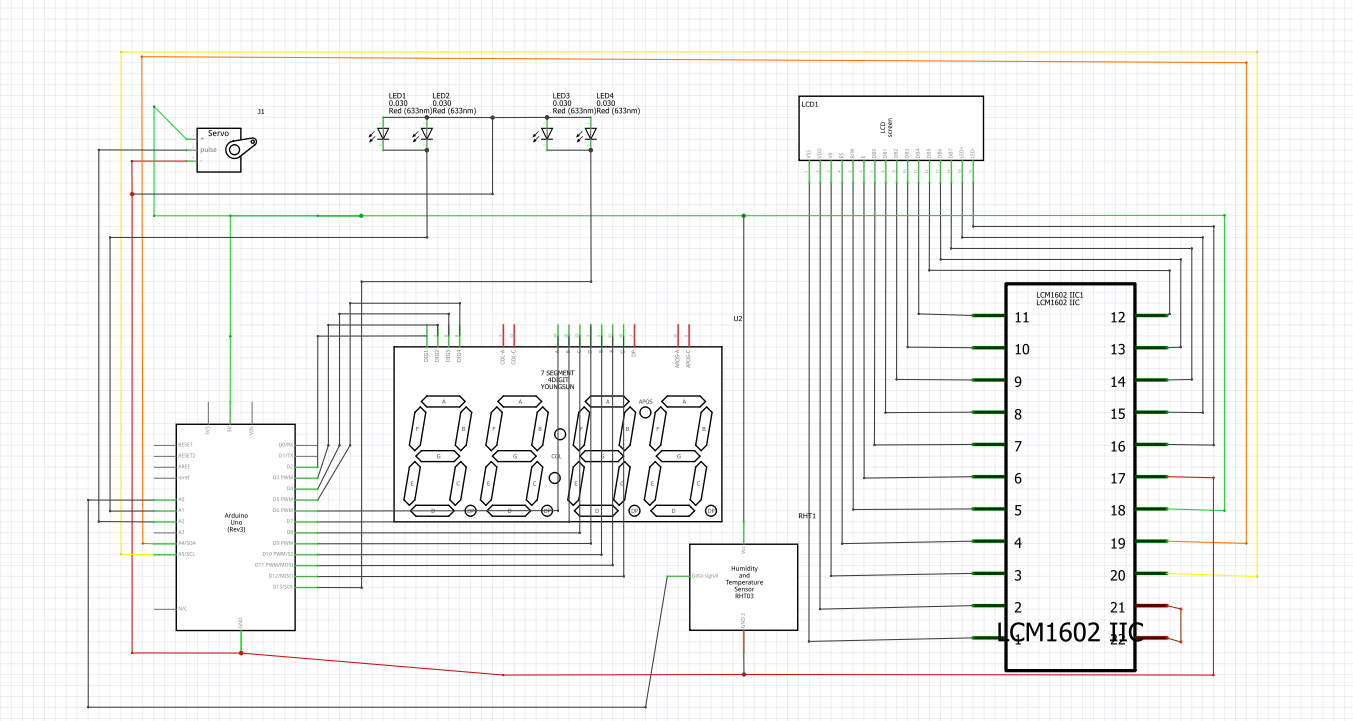 LED1
0.030
Red (633nm)
LED2
0.030
Red (633nm)
LED3
0.030
Red (633nm)
LED4
0.030
Red (633nm)
J1
Servo
+
pulse
-
LCD1
LCD
screen
VSS
VDD
R/W
E
DB0
DB1
DB2
DB3
DB4
DB5
DB6
DB7
LED+
LED-
U2
DIG1
DIG2
DIG3
DIG4
COL-A
COL-C
DP
APOS-A
APOS-C
7 SEGMENT
4DIGIT
YOUNGSUN
A
A
A
APOS
A
F
B
F
B
F
B
F
B
G
G
COL
G
G
E
C
E
C
E
C
E
C
D
DP
D
DP
D
DP
D
DP
3V3
5V
VIN
RESET
RESET2
AREF
ioref
A0
A1
A2
A3
A4/SDA
A5/SCL
N/C
D0/RX
D1/TX
D2
D3 PWM
D4
D5 PWM
D6 PWM
D7
D8
D9 PWM
D10 PWM/SS
D11 PWM/MOSI
D12/MISO
D13/SCK
Arduino
Uno
(Rev3)
GND
RHT1
Vcc
Data-signal
Humidity
and
Temperature
Sensor
RHT03
GND 2
LCM1602 IIC1
LCM1602 IIC
11 12
10 13
9 14
8 15
7 16
6 17
5 18
4 19
3 20
2 21
1 22
LCM1602 IIC